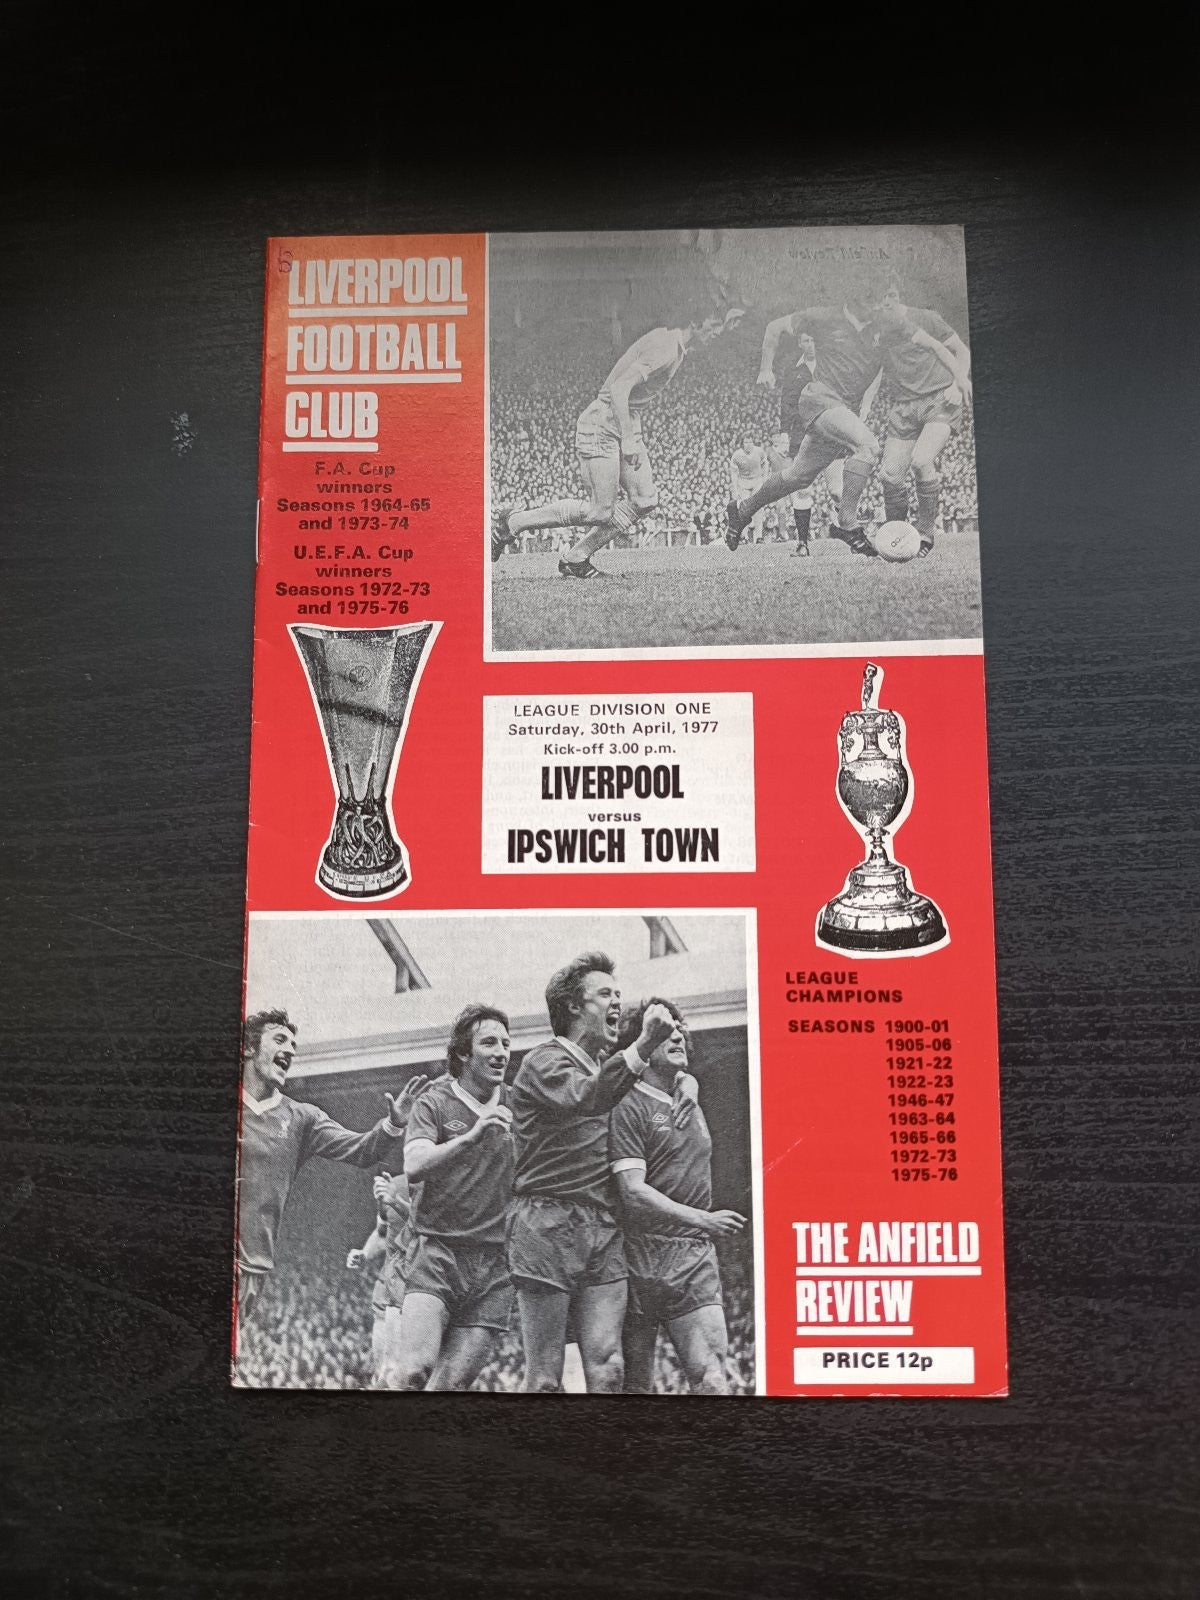 LIVERPOOL
FOOTBALL
CLUB
F.A. Cup
winners
Seasons 1964-65
and 1973-74
U.E.F.A. Cup
winners
Seasons 1972-73
and 1975-76
LEAGUE DIVISION ONE
Saturday, 30th April, 1977
Kick-off 3.00 p.m.
LIVERPOOL
versus
IPSWICH TOWN
LEAGUE
CHAMPIONS
SEASONS 1900-01
1905-06
1921-22
1922-23
1946-47
1963-64
1965-66
1972-73
1975-76
THE ANFIELD
REVIEW
PRICE 12p